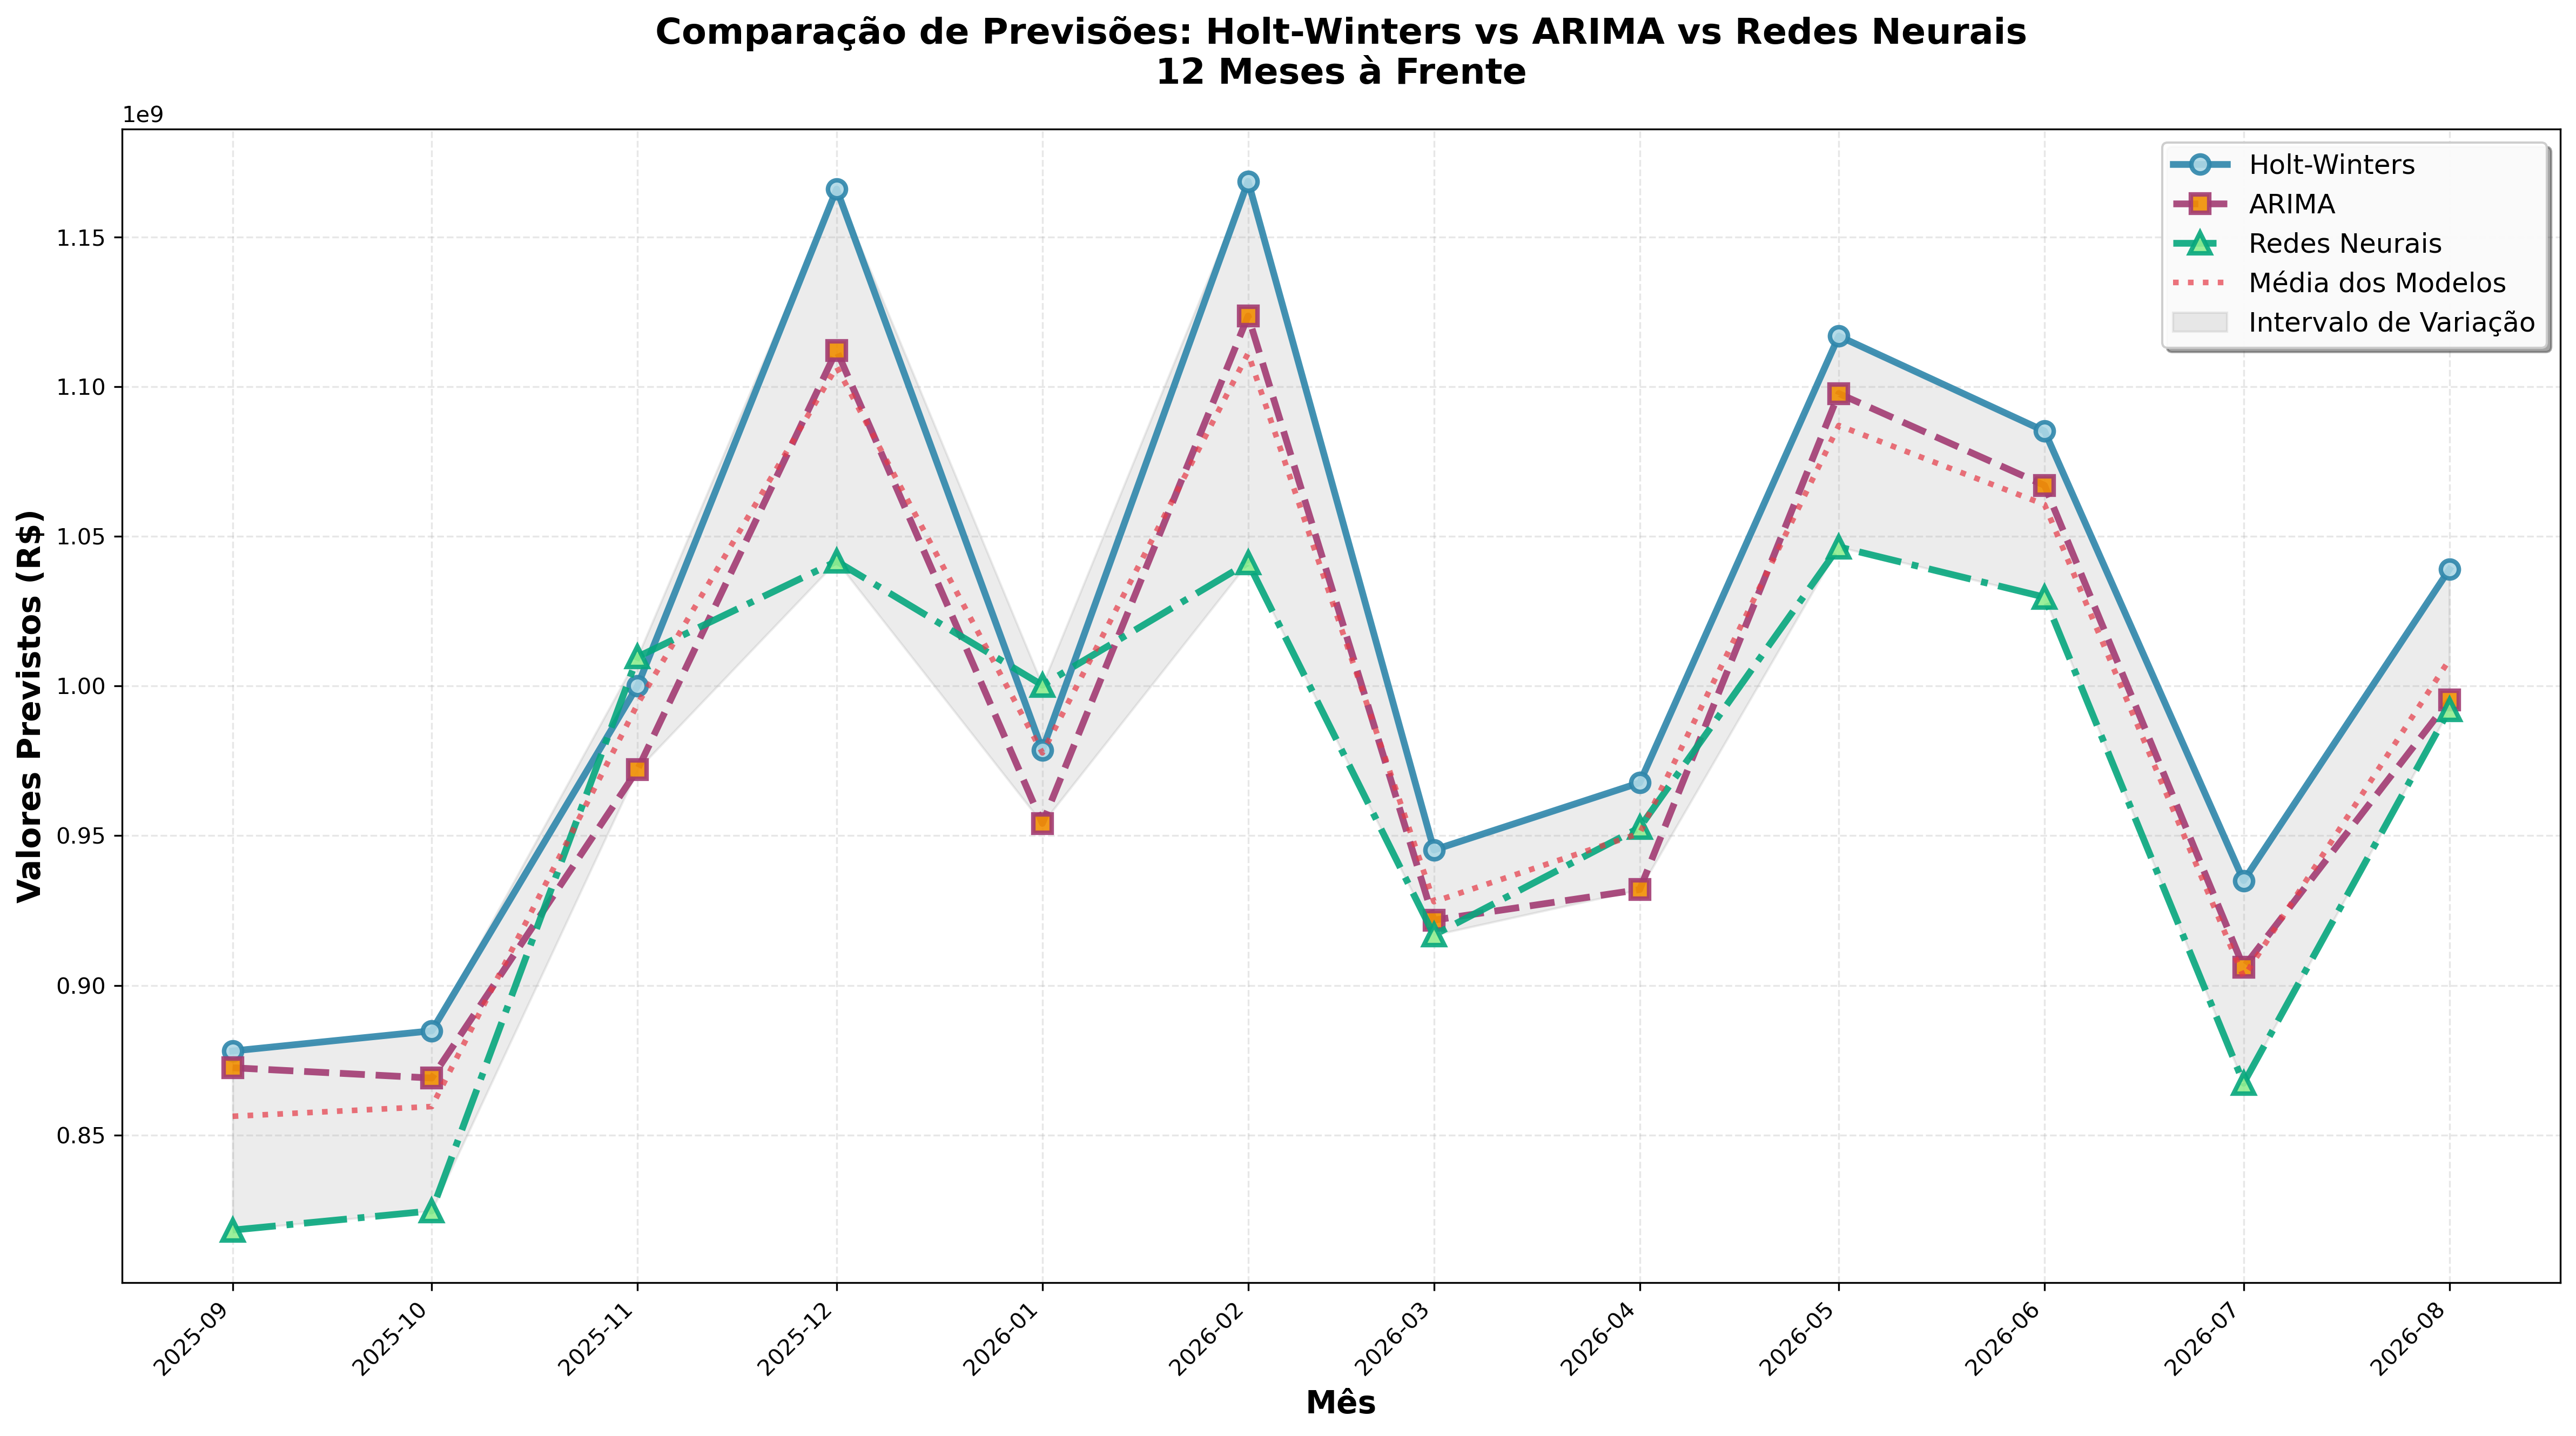 Comparação de Previsões: Holt-Winters vs ARIMA vs Redes Neurais
12 Meses à Frente
1e9
Holt-Winters
ARIMA
Redes Neurais
Média dos Modelos
Intervalo de Variação
Valores Previstos (R$)
1.15
1.10
1.05
1.00
0.95
0.90
0.85
2025-09
2025-10
2025-11
2025-12
2026-01
2026-02
2026-03
2026-04
2026-05
2026-06
2026-07
2026-08
Mês